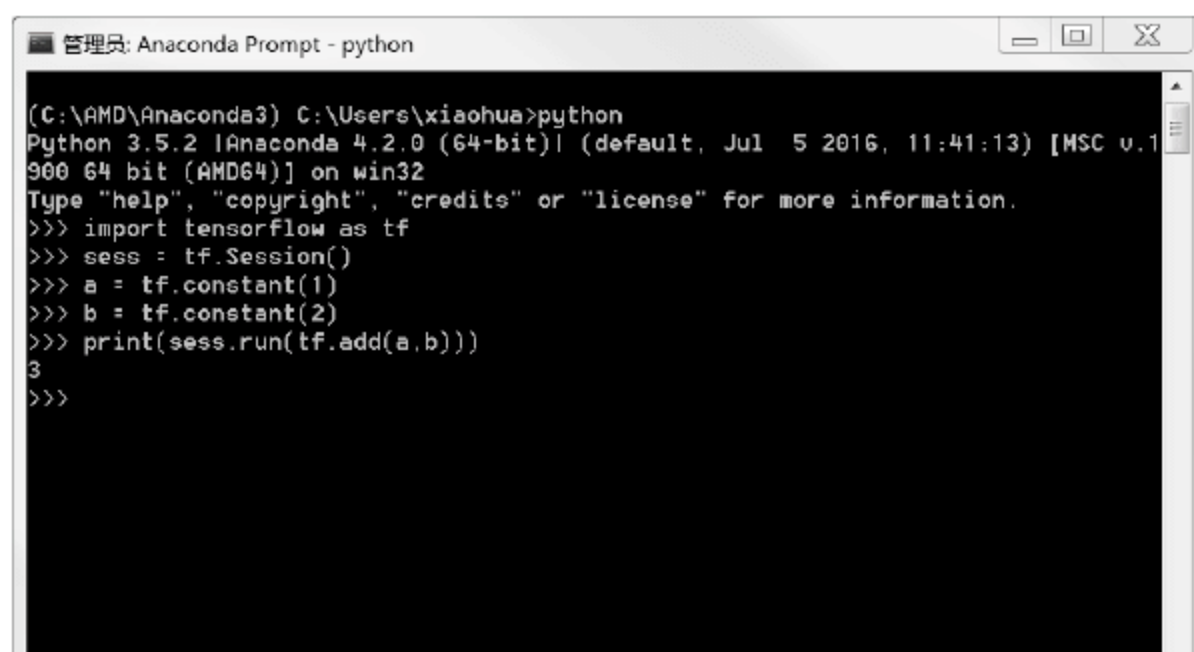 管理员: Anaconda Prompt - python
(C:\AMD\Anaconda3) C:\Users\xiaohua>python
Python 3.5.2 |Anaconda 4.2.0 (64-bit)| (default, Jul  5 2016, 11:41:13) [MSC v.1
900 64 bit (AMD64)] on win32
Type "help", "copyright", "credits" or "license" for more information.
>>> import tensorflow as tf
>>> sess = tf.Session()
>>> a = tf.constant(1)
>>> b = tf.constant(2)
>>> print(sess.run(tf.add(a,b)))
3
>>>